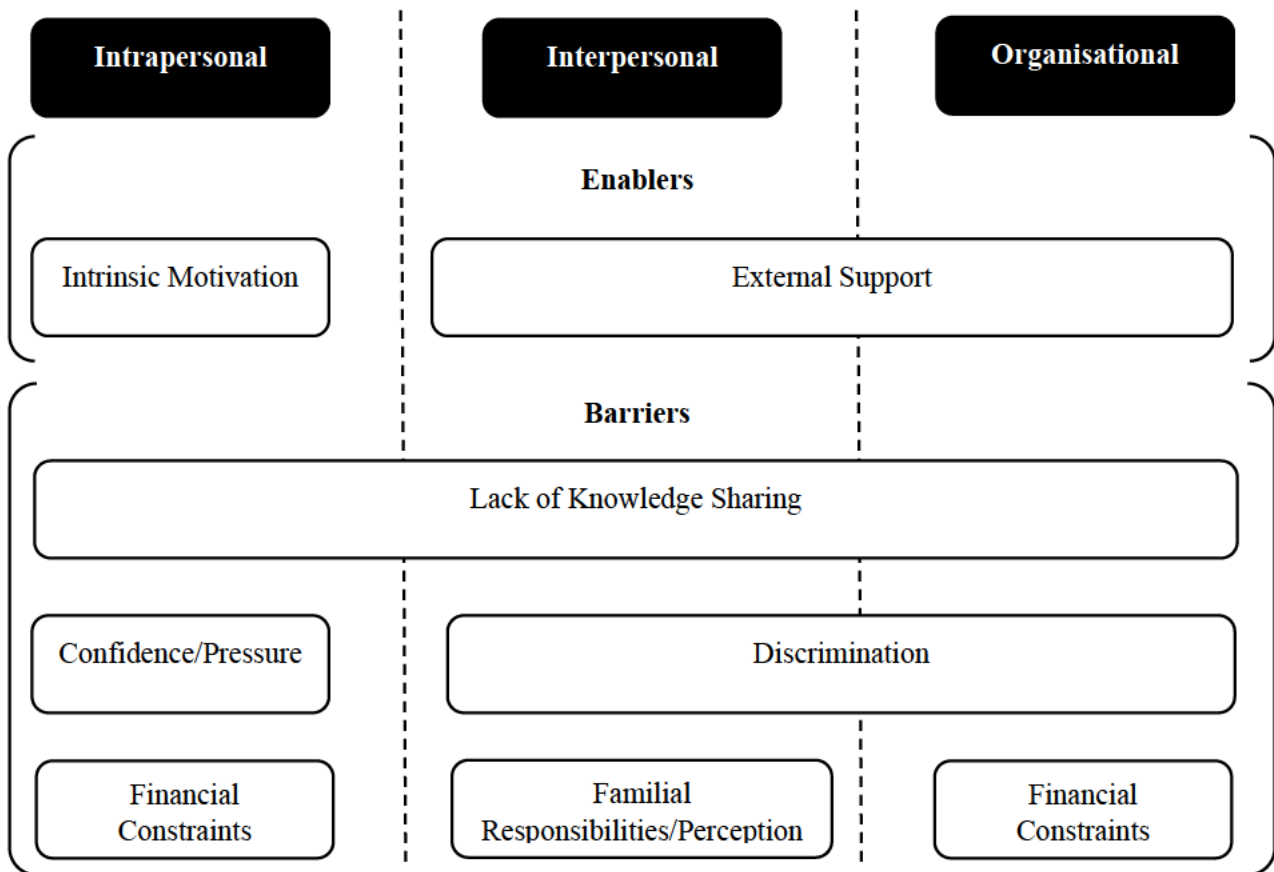 Intrapersonal
Interpersonal
Organisational
Enablers
Intrinsic Motivation
External Support
Barriers
Lack of Knowledge Sharing
Confidence/Pressure
Discrimination
Financial
Constraints
Familial
Responsibilities/Perception
Financial
Constraints